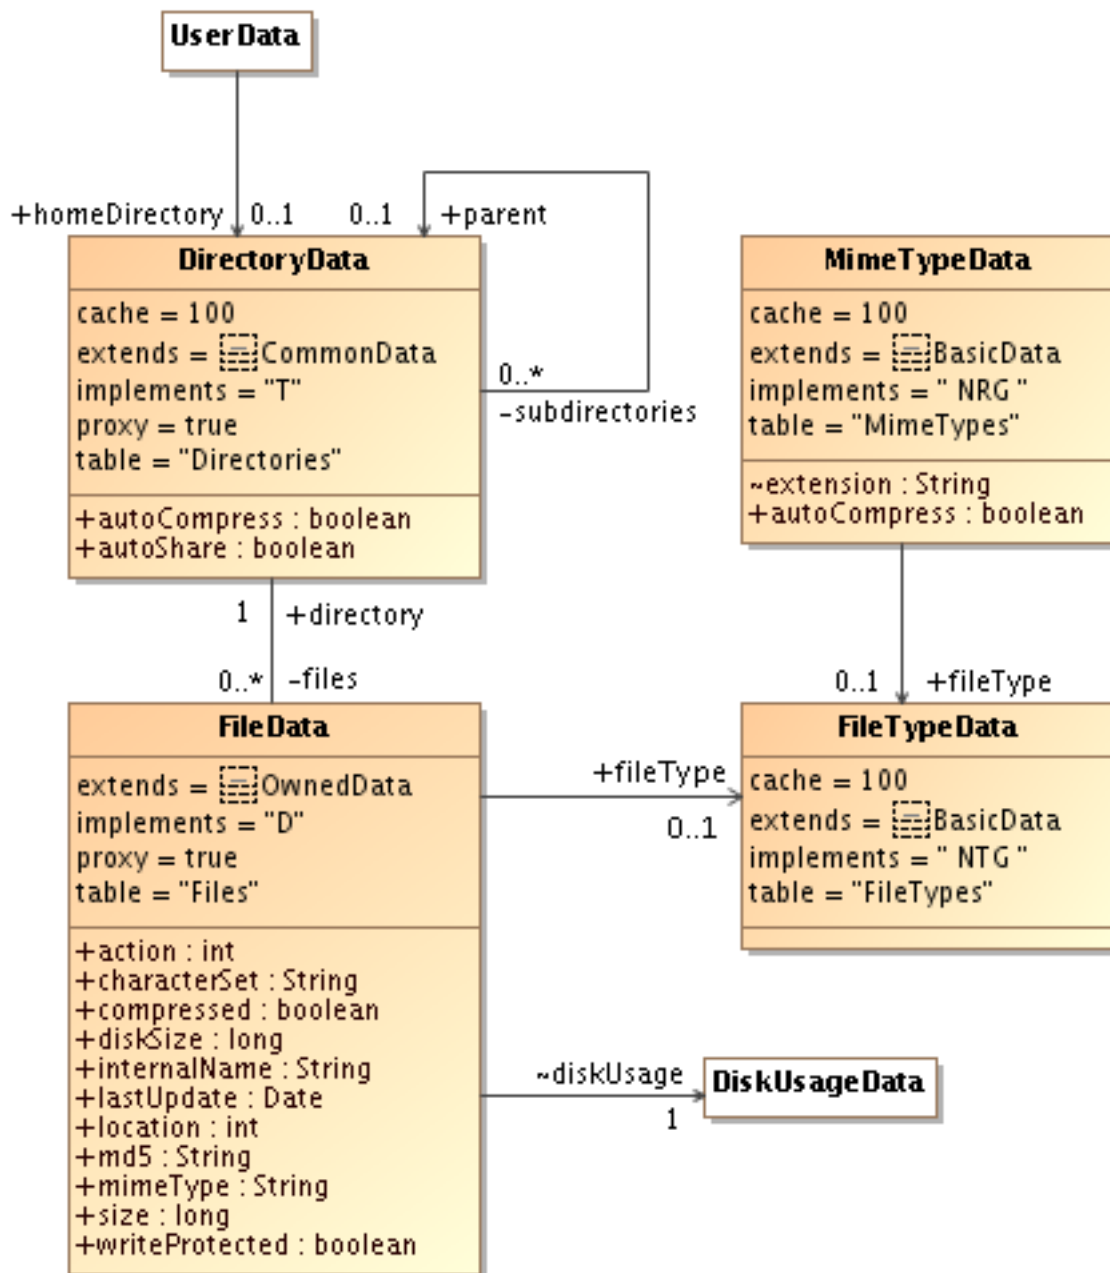 UserData
+homeDirectory 0..1 0..1 +parent
DirectoryData
cache = 100
extends = CommonData
implements = "T"
proxy = true
table = "Directories"
+autoCompress : boolean
+autoShare : boolean
0..*
-subdirectories
MimeTypeData
cache = 100
extends = BasicData
implements = " NRG "
table = "MimeTypes"
~extension : String
+autoCompress : boolean
1 +directory
0..* -files
0..1 +fileType
FileData
extends = OwnedData
implements = "D"
proxy = true
table = "Files"
+action : int
+characterSet : String
+compressed : boolean
+diskSize : long
+internalName : String
+lastUpdate : Date
+location : int
+md5 : String
+mimeType : String
+size : long
+writeProtected : boolean
+fileType
0..1
FileTypeData
cache = 100
extends = BasicData
implements = " NTG "
table = "FileTypes"
~diskUsage
1
DiskUsageData